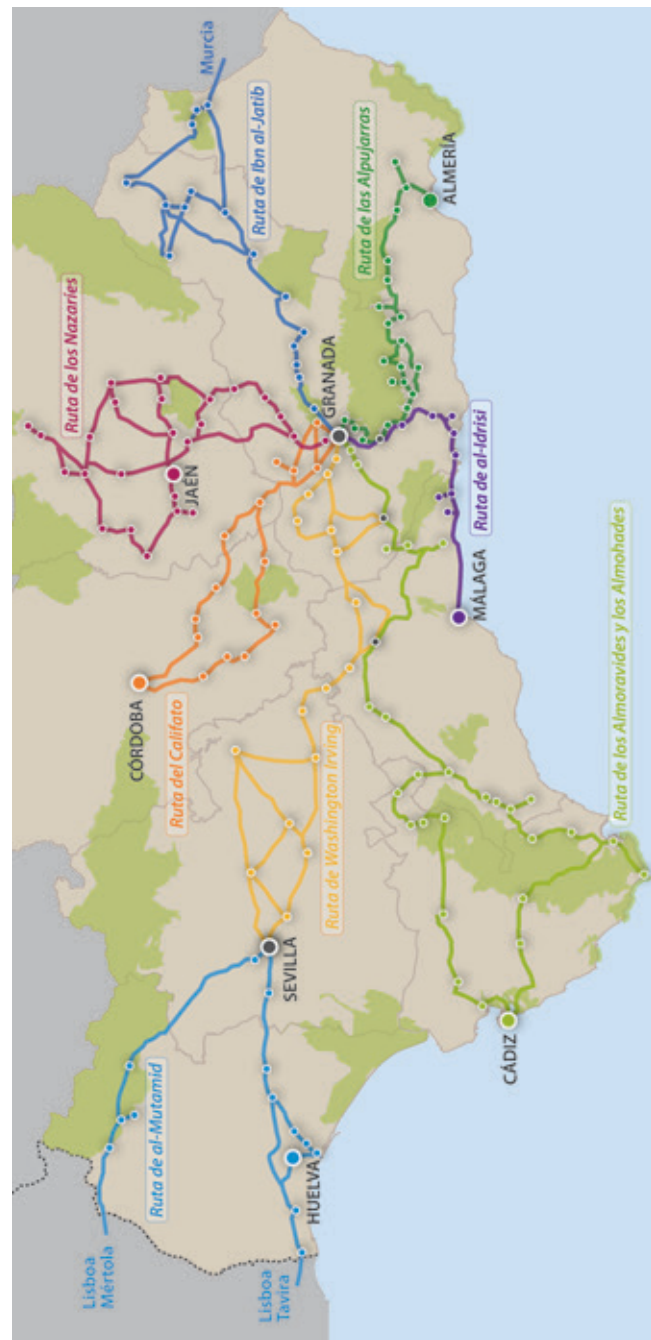 Lisboa
Mértola
Ruta de al-Mutamid
Lisboa
Tavira
HUELVA
SEVILLA
CÓRDOBA
Ruta del Califato
Ruta de Washington Irving
CÁDIZ
Ruta de los Almoravides y los Almohades
JAÉN
Ruta de los Nazaríes
GRANADA
MÁLAGA
Ruta de al-Idrisi
Murcia
Ruta de Ibn al-Jatib
Ruta de las Alpujarras
ALMERÍA